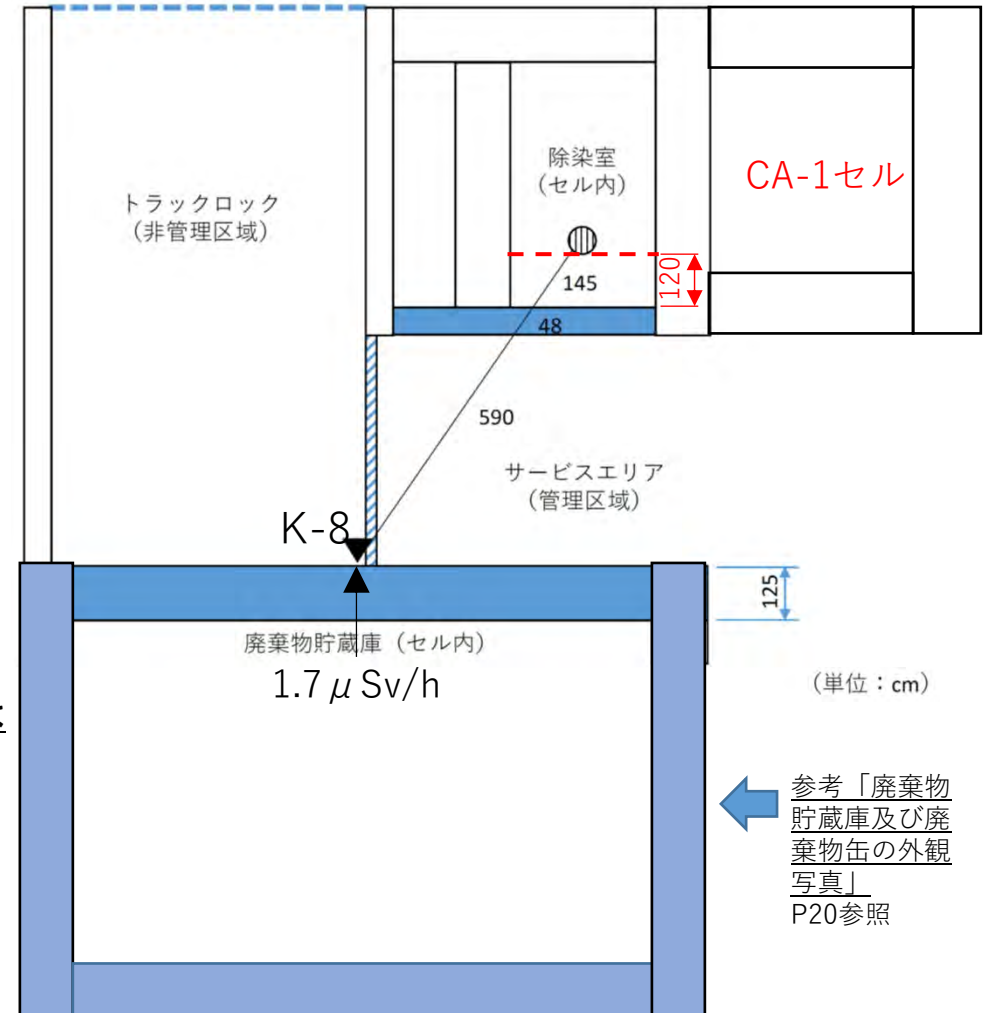 除染室
（セル内）
CA-1セル
トラックロック
（非管理区域）
145
120
48
590
サービスエリア
（管理区域）
K-8
125
廃棄物貯蔵庫（セル内）
1.7μSv/h
（単位：cm）
参考「廃棄物
貯蔵庫及び廃
棄物缶の外観
写真」
P20参照